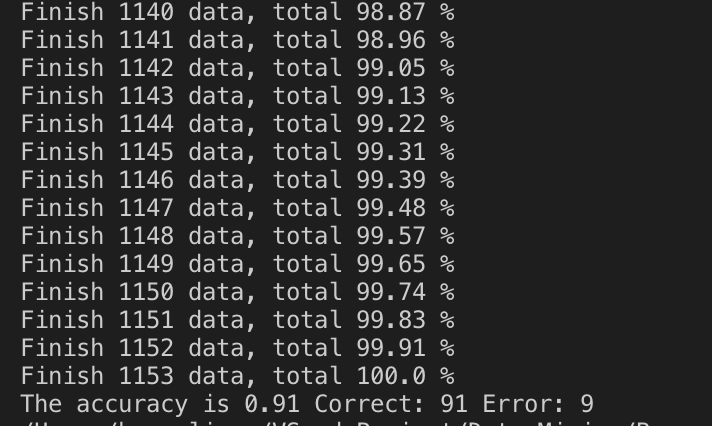 Finish 1140 data, total 98.87 %
Finish 1141 data, total 98.96 %
Finish 1142 data, total 99.05 %
Finish 1143 data, total 99.13 %
Finish 1144 data, total 99.22 %
Finish 1145 data, total 99.31 %
Finish 1146 data, total 99.39 %
Finish 1147 data, total 99.48 %
Finish 1148 data, total 99.57 %
Finish 1149 data, total 99.65 %
Finish 1150 data, total 99.74 %
Finish 1151 data, total 99.83 %
Finish 1152 data, total 99.91 %
Finish 1153 data, total 100.0 %
The accuracy is 0.91 Correct: 91 Error: 9